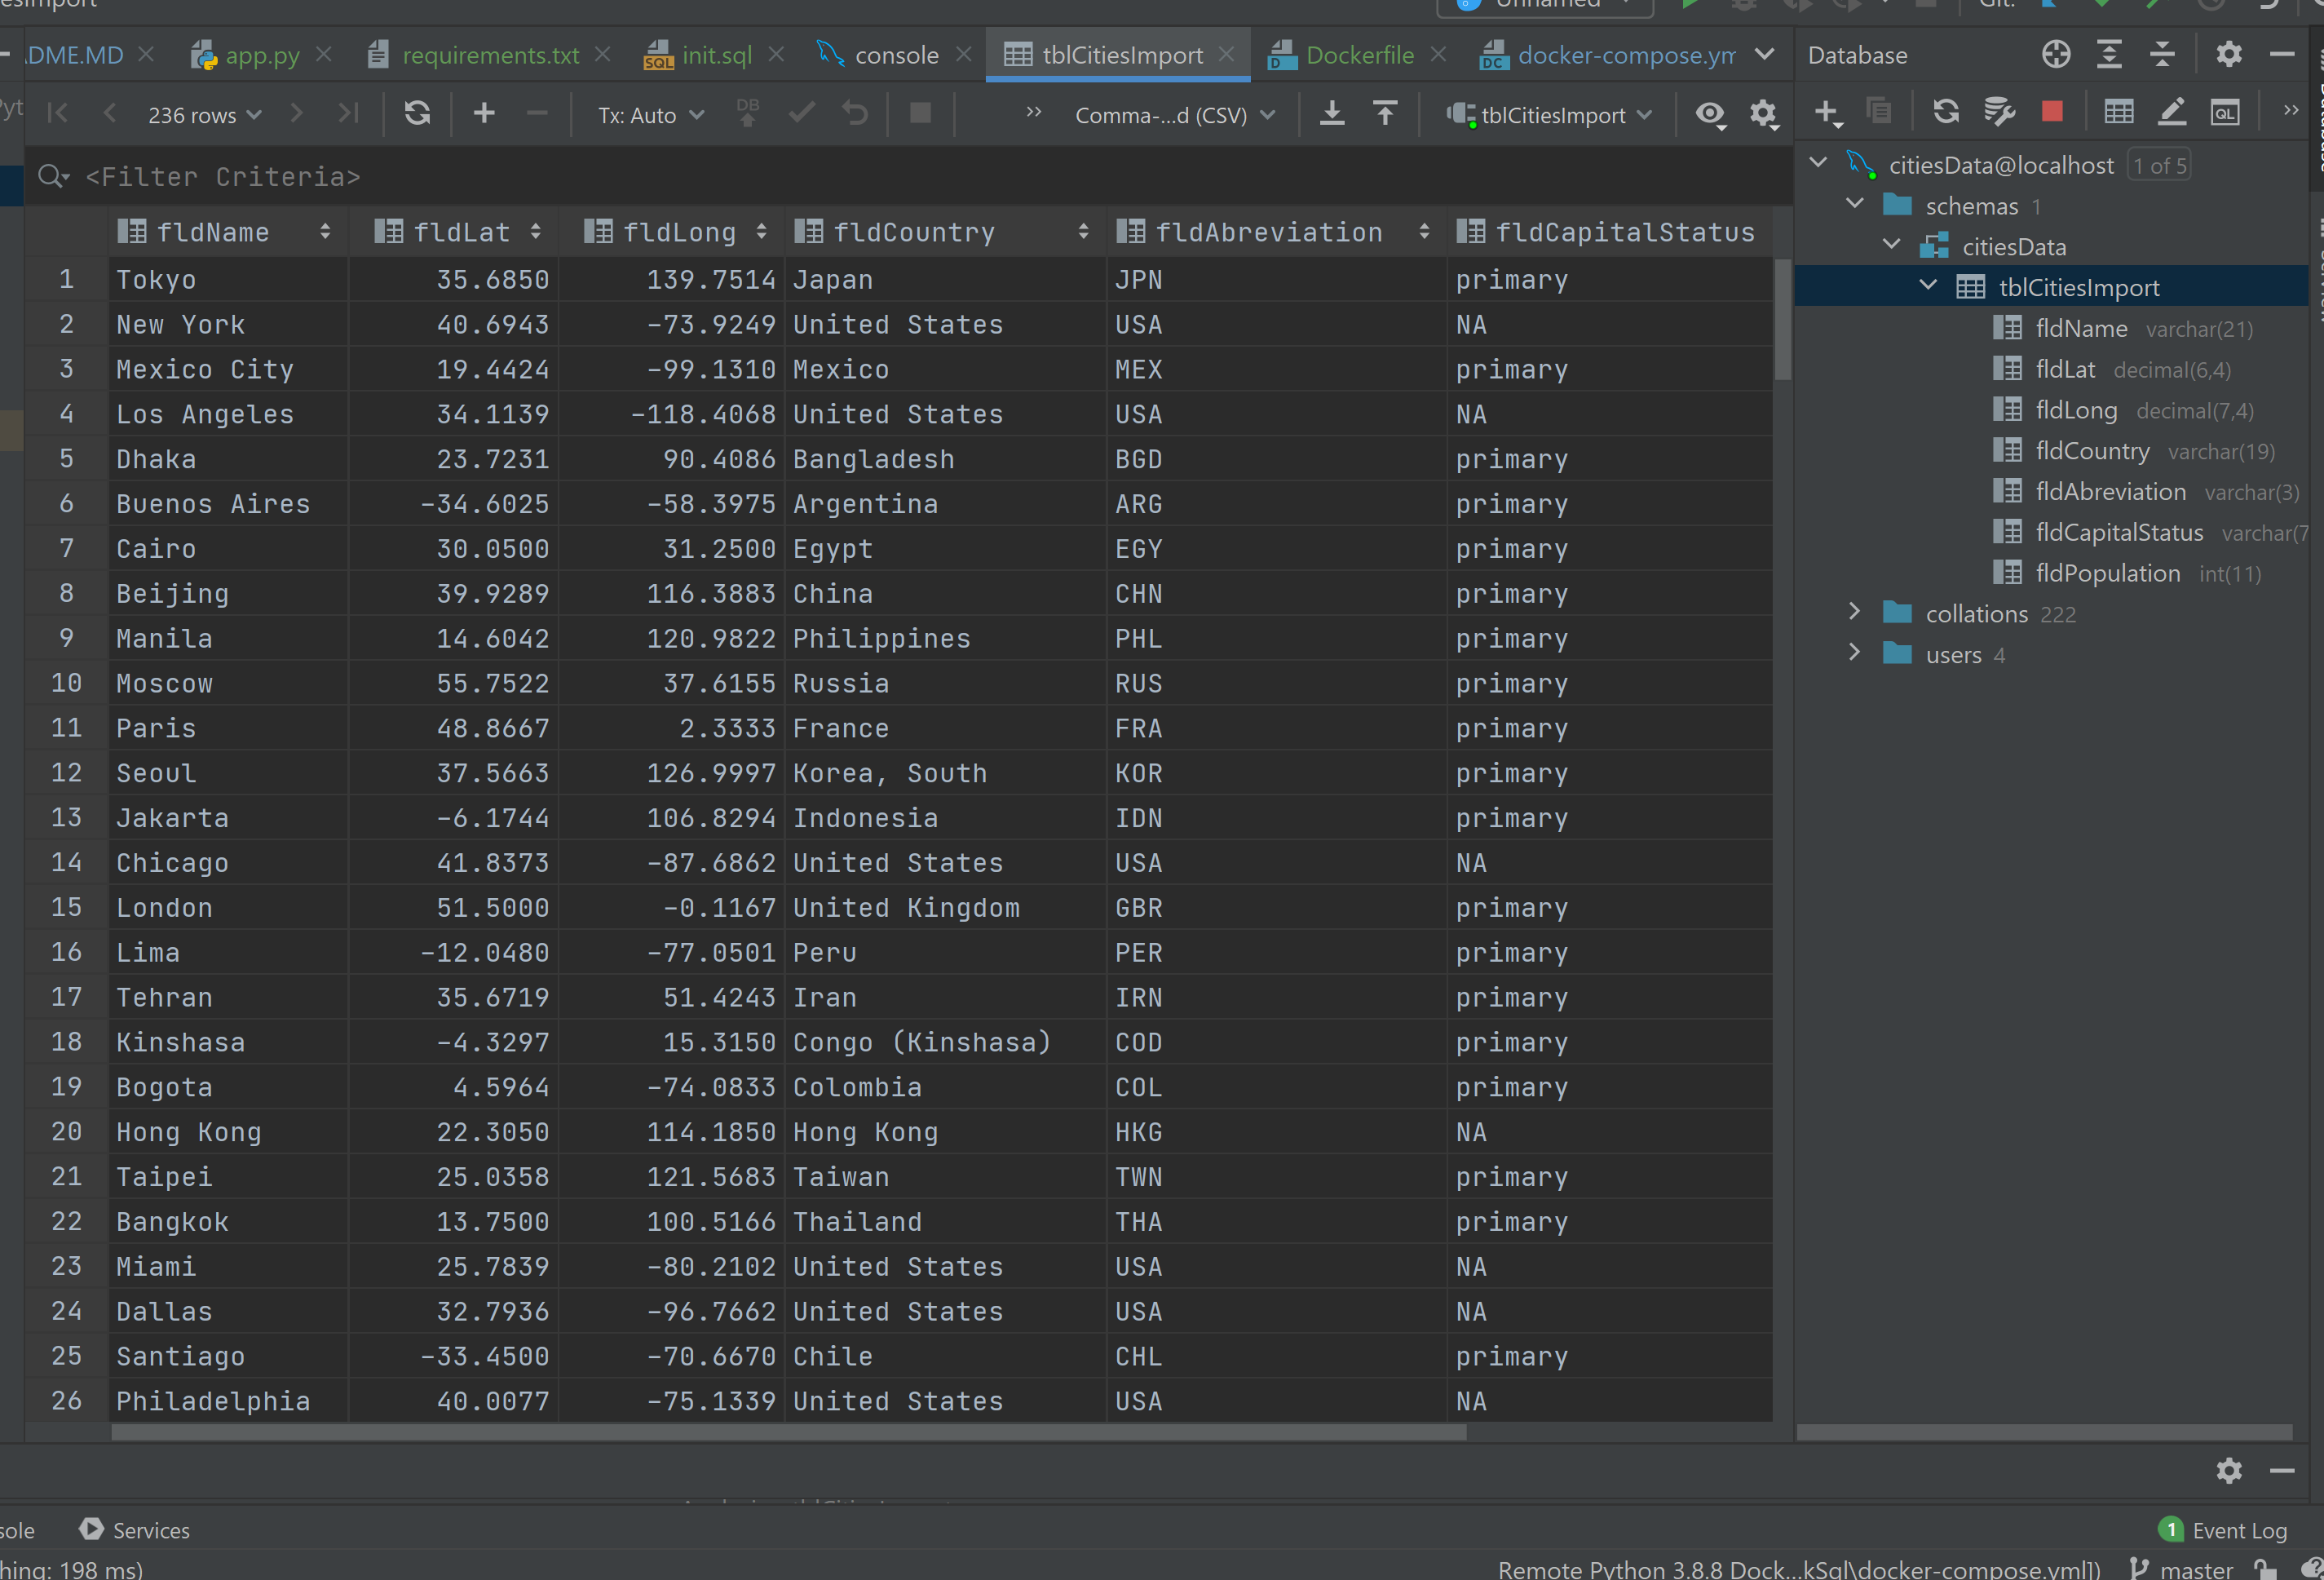 esImport Unnamed Git:
DME.MD app.py requirements.txt init.sql console tblCitiesImport Dockerfile docker-compose.ym Database
236 rows Tx: Auto DB Comma-...d (CSV) tblCitiesImport QL
<Filter Criteria>
fldName fldLat fldLong fldCountry fldAbreviation fldCapitalStatus
1 Tokyo 35.6850 139.7514 Japan JPN primary
2 New York 40.6943 -73.9249 United States USA NA
3 Mexico City 19.4424 -99.1310 Mexico MEX primary
4 Los Angeles 34.1139 -118.4068 United States USA NA
5 Dhaka 23.7231 90.4086 Bangladesh BGD primary
6 Buenos Aires -34.6025 -58.3975 Argentina ARG primary
7 Cairo 30.0500 31.2500 Egypt EGY primary
8 Beijing 39.9289 116.3883 China CHN primary
9 Manila 14.6042 120.9822 Philippines PHL primary
10 Moscow 55.7522 37.6155 Russia RUS primary
11 Paris 48.8667 2.3333 France FRA primary
12 Seoul 37.5663 126.9997 Korea, South KOR primary
13 Jakarta -6.1744 106.8294 Indonesia IDN primary
14 Chicago 41.8373 -87.6862 United States USA NA
15 London 51.5000 -0.1167 United Kingdom GBR primary
16 Lima -12.0480 -77.0501 Peru PER primary
17 Tehran 35.6719 51.4243 Iran IRN primary
18 Kinshasa -4.3297 15.3150 Congo (Kinshasa) COD primary
19 Bogota 4.5964 -74.0833 Colombia COL primary
20 Hong Kong 22.3050 114.1850 Hong Kong HKG NA
21 Taipei 25.0358 121.5683 Taiwan TWN primary
22 Bangkok 13.7500 100.5166 Thailand THA primary
23 Miami 25.7839 -80.2102 United States USA NA
24 Dallas 32.7936 -96.7662 United States USA NA
25 Santiago -33.4500 -70.6670 Chile CHL primary
26 Philadelphia 40.0077 -75.1339 United States USA NA
citiesData@localhost 1 of 5
schemas 1
citiesData
tblCitiesImport
fldName varchar(21)
fldLat decimal(6,4)
fldLong decimal(7,4)
fldCountry varchar(19)
fldAbreviation varchar(3)
fldCapitalStatus varchar(7
fldPopulation int(11)
collations 222
users 4
sole Services 1 Event Log
hing: 198 ms) Remote Python 3.8.8 Dock...kSql\docker-compose.yml]) master